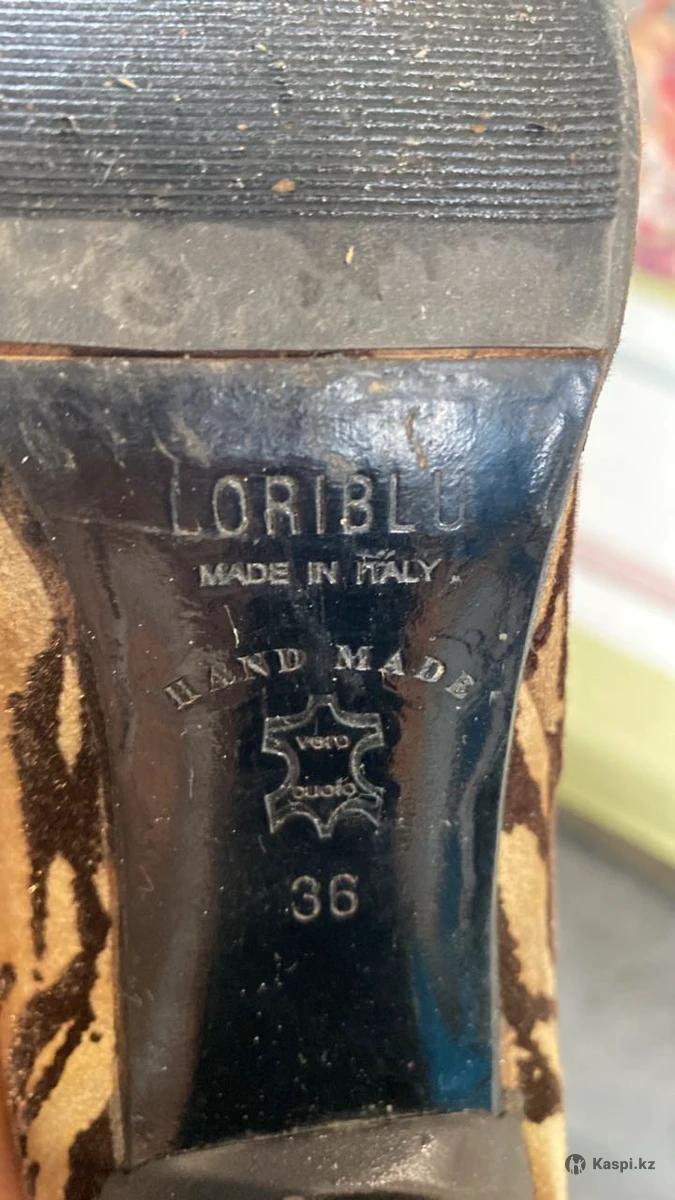 LORIBLU
MADE IN ITALY
HAND MADE
vero
cuoio
36
Kaspi.kz